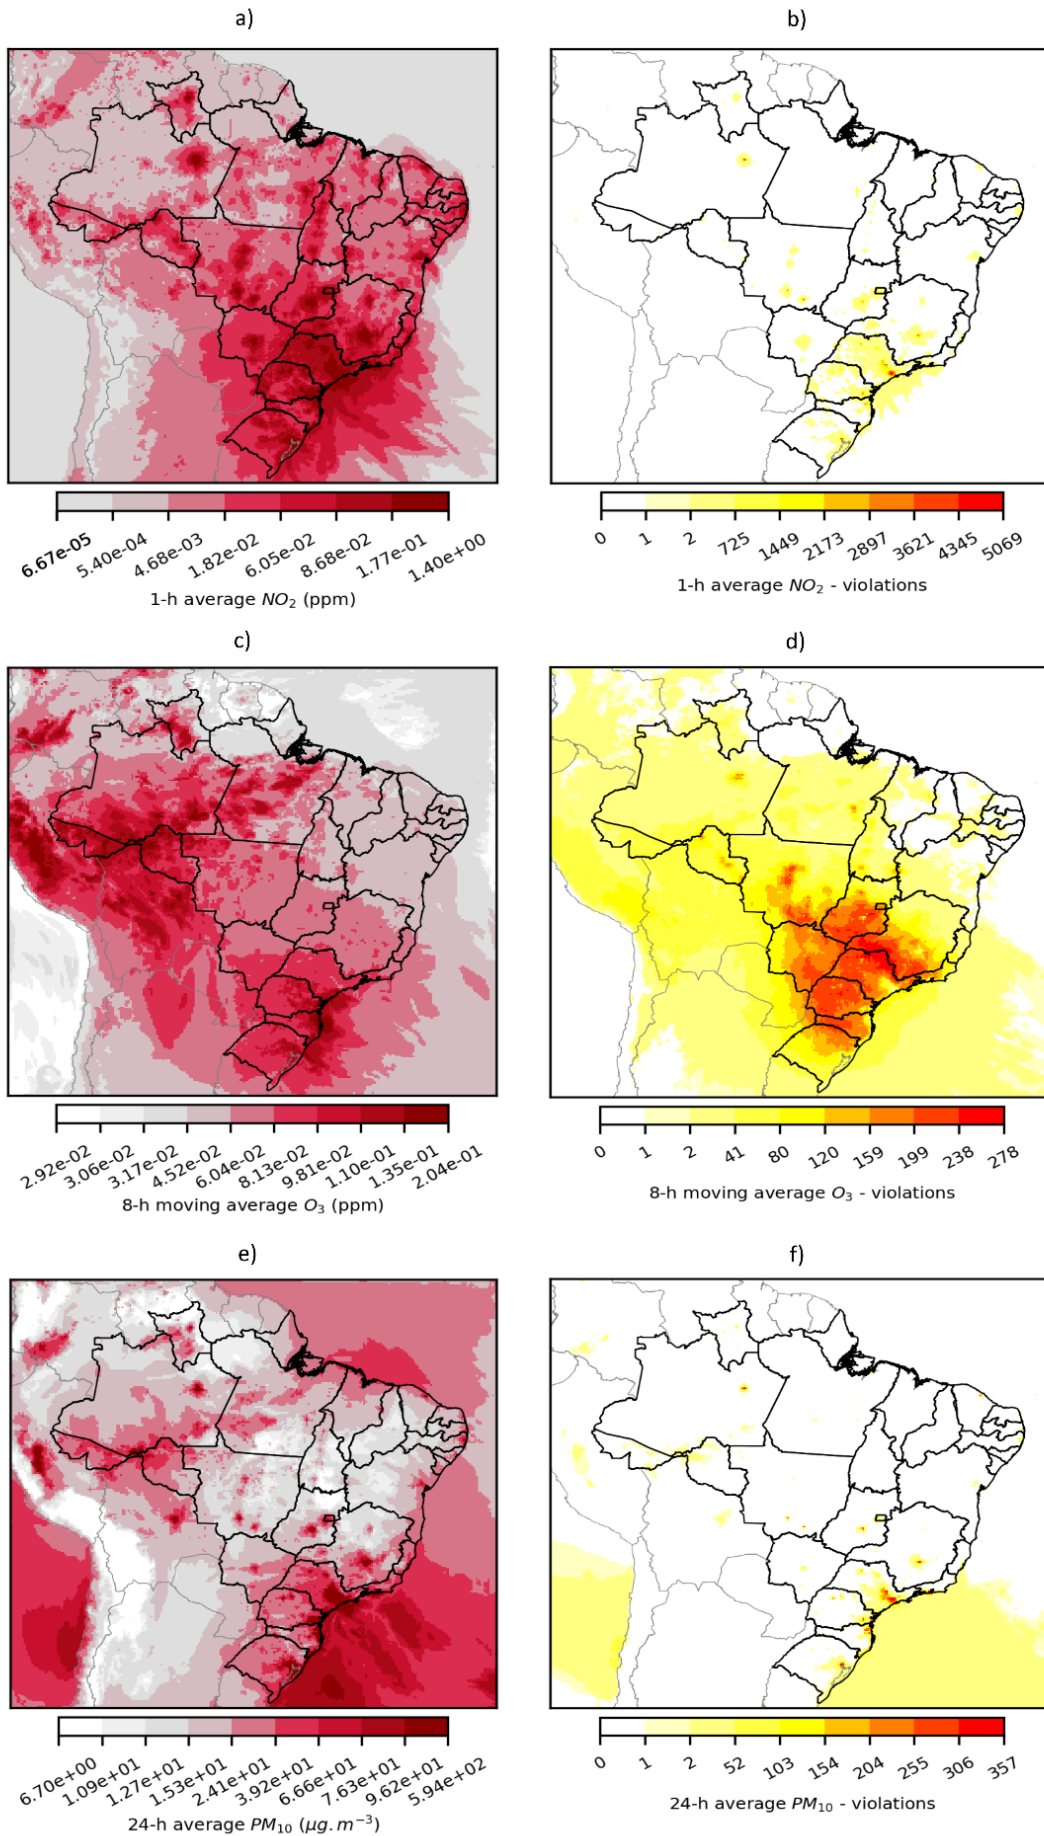 a)
b)
6.67e-05 5.40e-04 4.68e-03 1.82e-02 6.05e-02 8.68e-02 1.77e-01 1.40e+00
1-h average NO2 (ppm)
0 1 2 725 1449 2173 2897 3621 4345 5069
1-h average NO2 - violations
c)
d)
2.92e-02 3.06e-02 3.17e-02 4.52e-02 6.04e-02 8.13e-02 9.81e-02 1.10e-01 1.35e-01 2.04e-01
8-h moving average O3 (ppm)
0 1 2 41 80 120 159 199 238 278
8-h moving average O3 - violations
e)
f)
6.70e+00 1.09e+01 1.27e+01 1.53e+01 2.41e+01 3.92e+01 6.66e+01 7.63e+01 9.62e+01 5.94e+02
24-h average PM10 (μg.m−3)
0 1 2 52 103 154 204 255 306 357
24-h average PM10 - violations